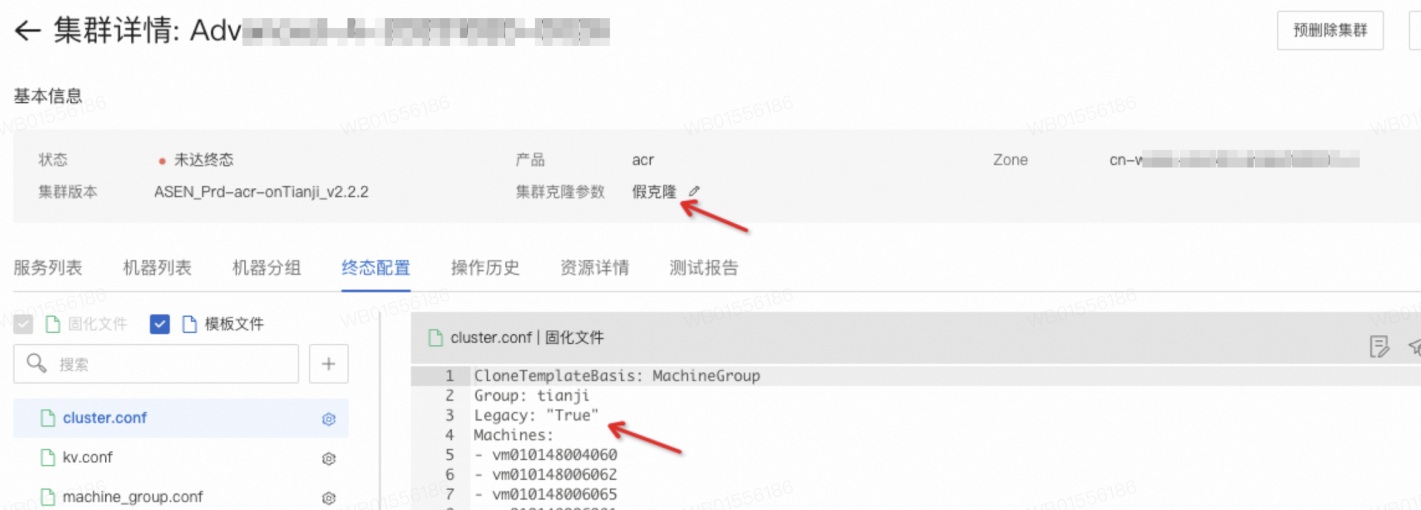 集群详情: Adv
预删除集群
基本信息
状态 未达终态 产品 acr Zone cn-w
集群版本 ASEN_Prd-acr-onTianji_v2.2.2 集群克隆参数 假克隆
服务列表 机器列表 机器分组 终态配置 操作历史 资源详情 测试报告
固化文件 模板文件
搜索
cluster.conf
kv.conf
machine_group.conf
cluster.conf | 固化文件
1 CloneTemplateBasis: MachineGroup
2 Group: tianji
3 Legacy: "True"
4 Machines:
5 - vm010148004060
6 - vm010148006062
7 - vm010148006065
WB01556186